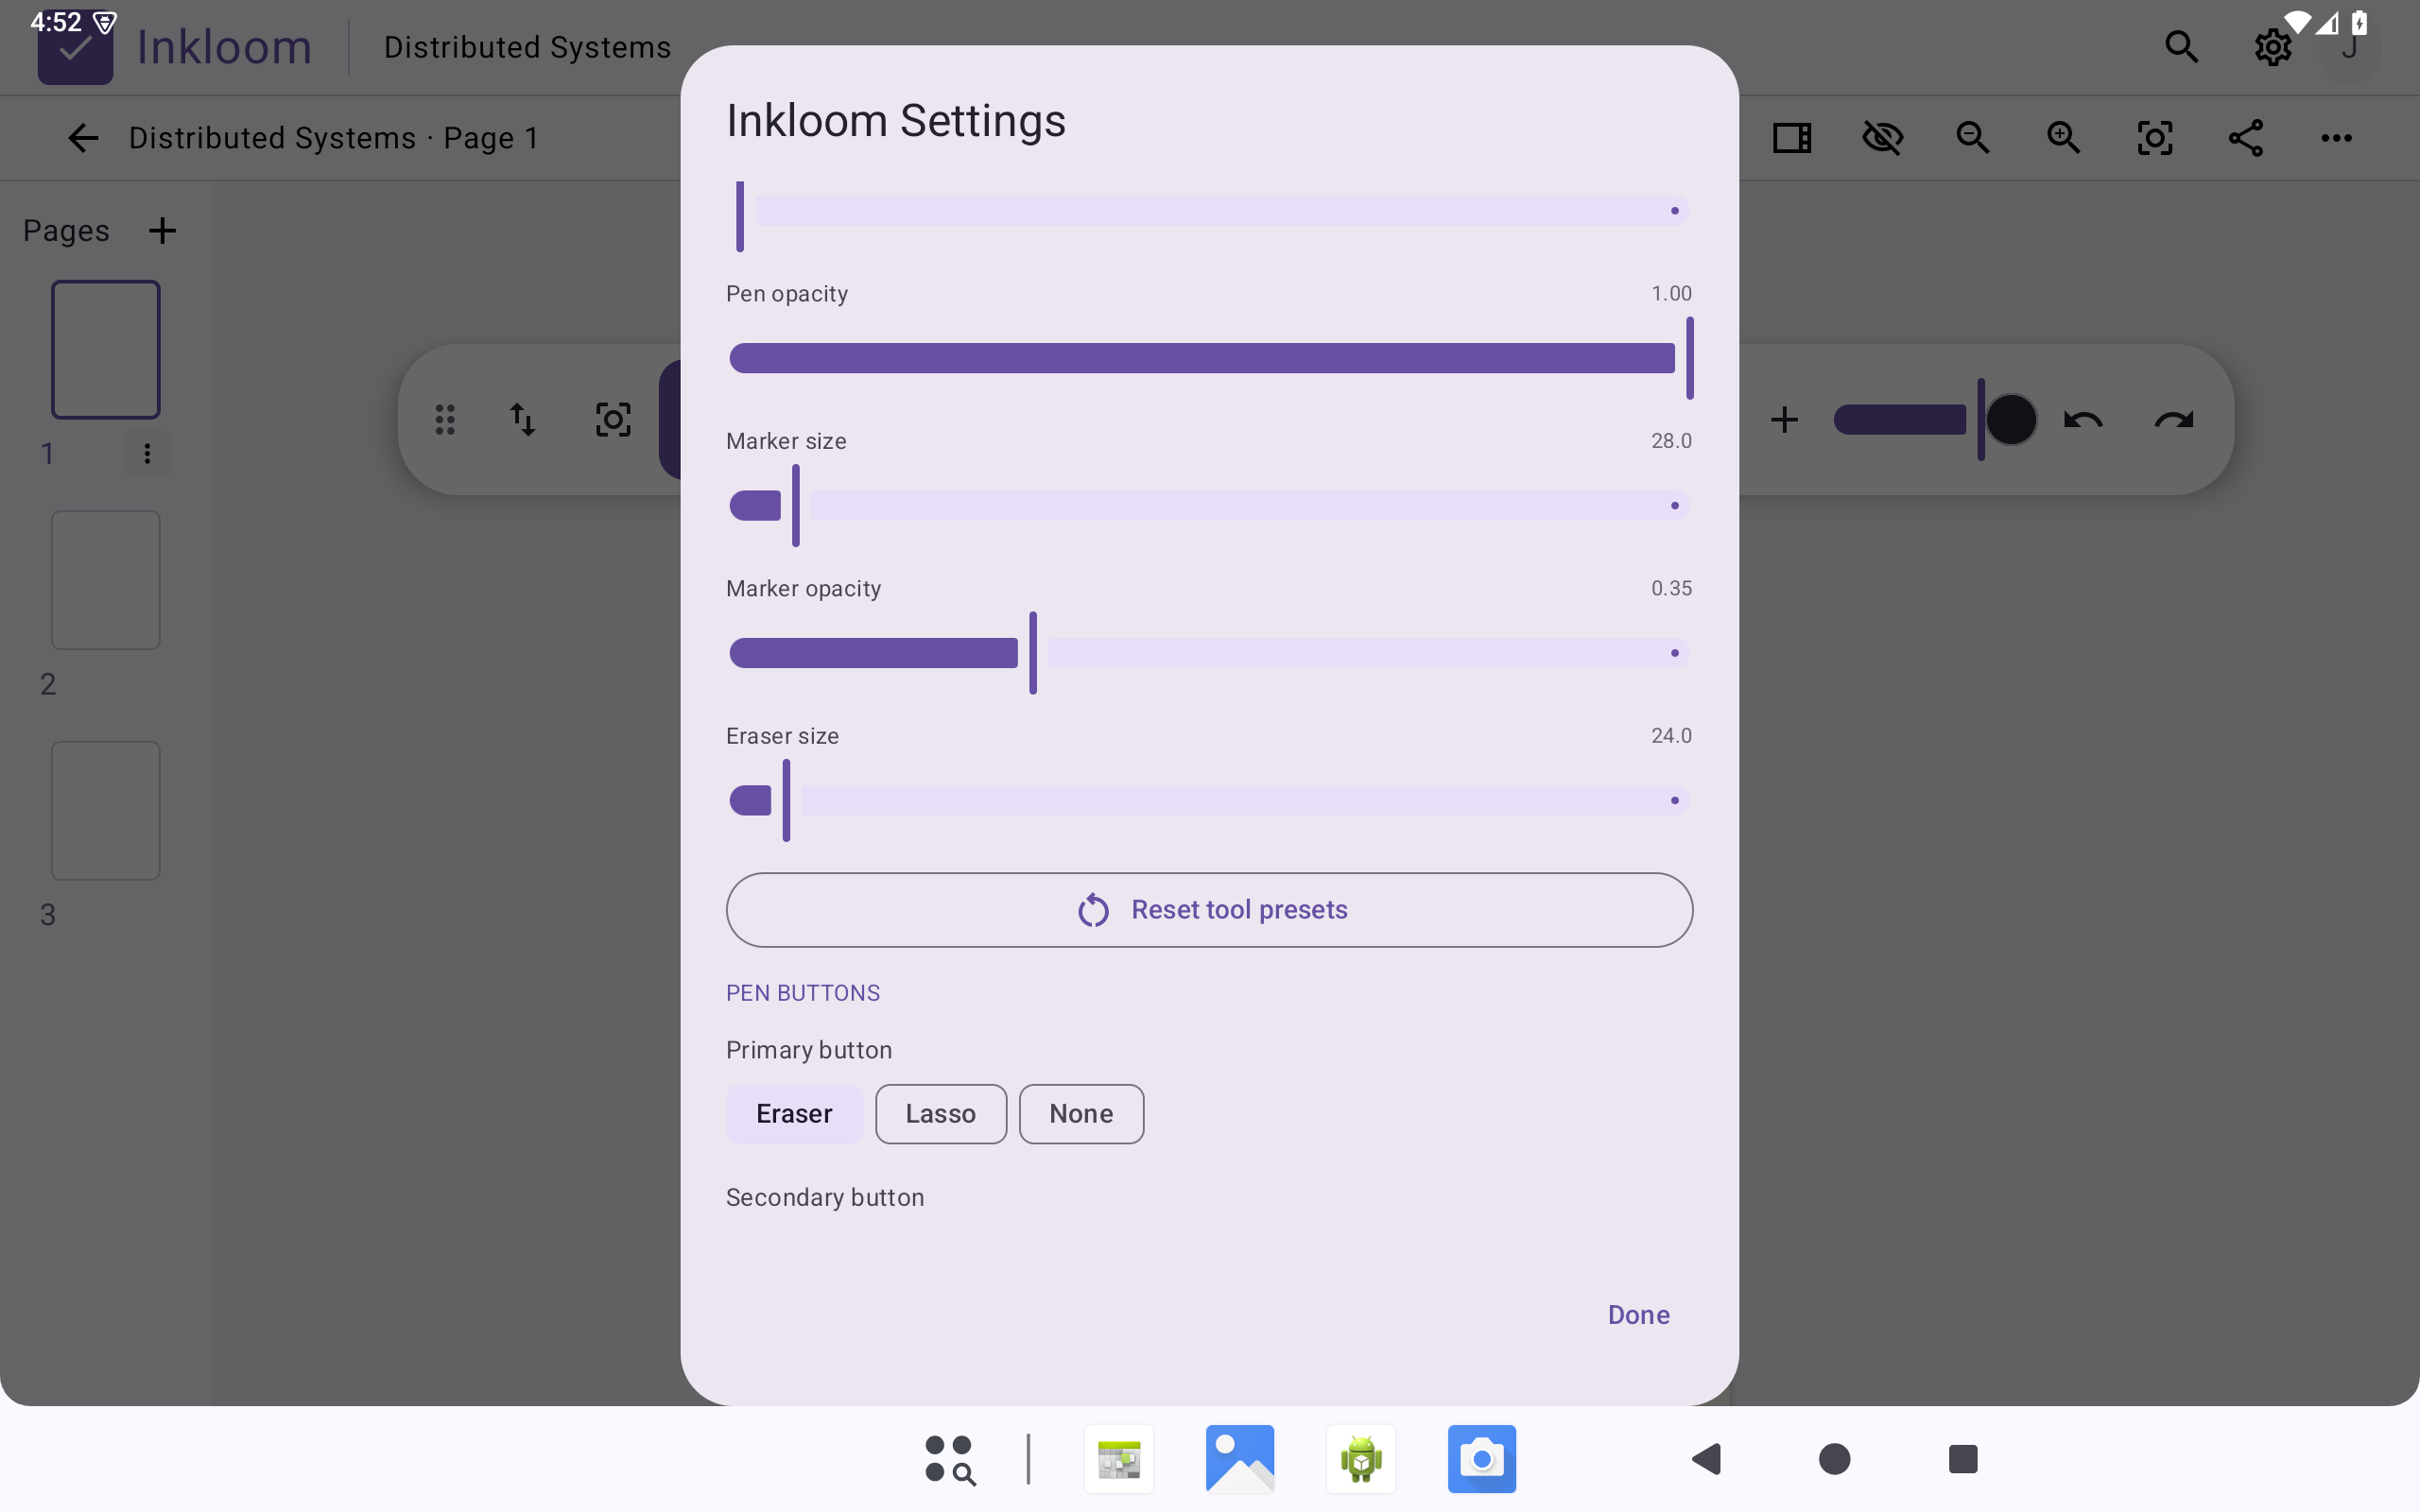 4:52
Inkloom
Distributed Systems
J
Distributed Systems · Page 1
Pages
1
2
3
Inkloom Settings
Pen opacity 1.00
Marker size 28.0
Marker opacity 0.35
Eraser size 24.0
Reset tool presets
PEN BUTTONS
Primary button
Eraser Lasso None
Secondary button
Done